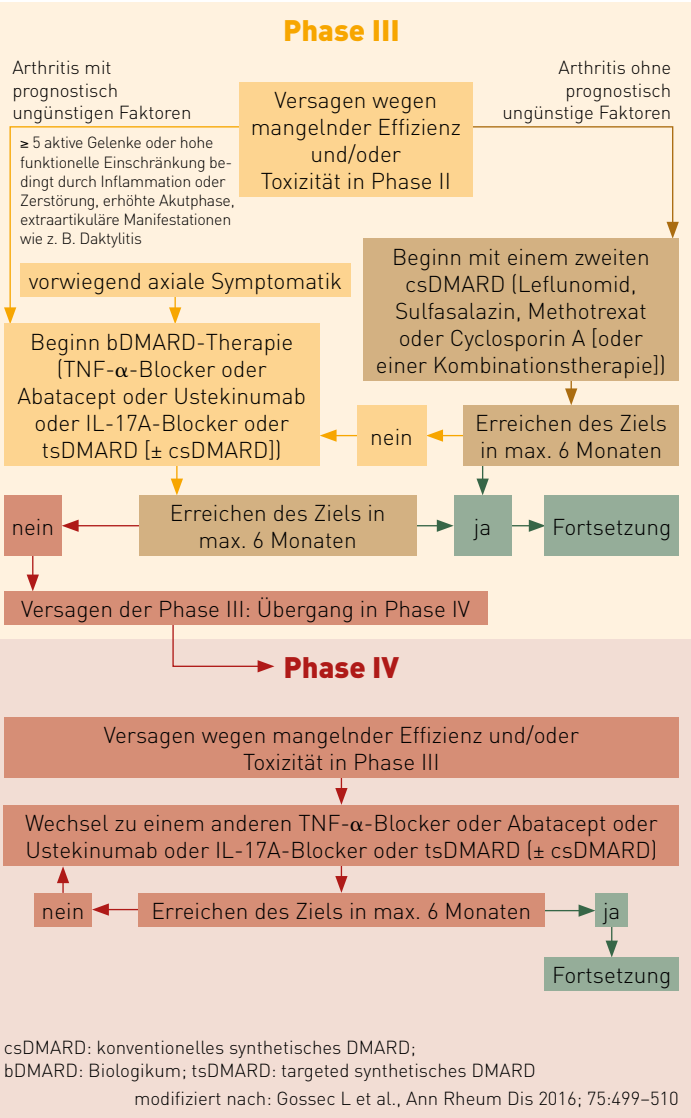 Phase III
Arthritis mit
prognostisch
ungünstigen Faktoren
≥ 5 aktive Gelenke oder hohe
funktionelle Einschränkung be-
dingt durch Inflammation oder
Zerstörung, erhöhte Akutphase,
extraartikuläre Manifestationen
wie z. B. Daktylitis
Versagen wegen
mangelnder Effizienz
und/oder
Toxizität in Phase II
Arthritis ohne
prognostisch
ungünstige Faktoren
vorwiegend axiale Symptomatik
Beginn mit einem zweiten
csDMARD (Leflunomid,
Sulfasalazin, Methotrexat
oder Cyclosporin A [oder
einer Kombinationstherapie])
Beginn bDMARD-Therapie
(TNF-α-Blocker oder
Abatacept oder Ustekinumab
oder IL-17A-Blocker oder
tsDMARD [± csDMARD])
nein
Erreichen des Ziels
in max. 6 Monaten
nein
Erreichen des Ziels in
max. 6 Monaten
ja
Fortsetzung
Versagen der Phase III: Übergang in Phase IV
Phase IV
Versagen wegen mangelnder Effizienz und/oder
Toxizität in Phase III
Wechsel zu einem anderen TNF-α-Blocker oder Abatacept oder
Ustekinumab oder IL-17A-Blocker oder tsDMARD (± csDMARD)
nein
Erreichen des Ziels in max. 6 Monaten
ja
Fortsetzung
csDMARD: konventionelles synthetisches DMARD;
bDMARD: Biologikum; tsDMARD: targeted synthetisches DMARD
modifiziert nach: Gossec L et al., Ann Rheum Dis 2016; 75:499–510